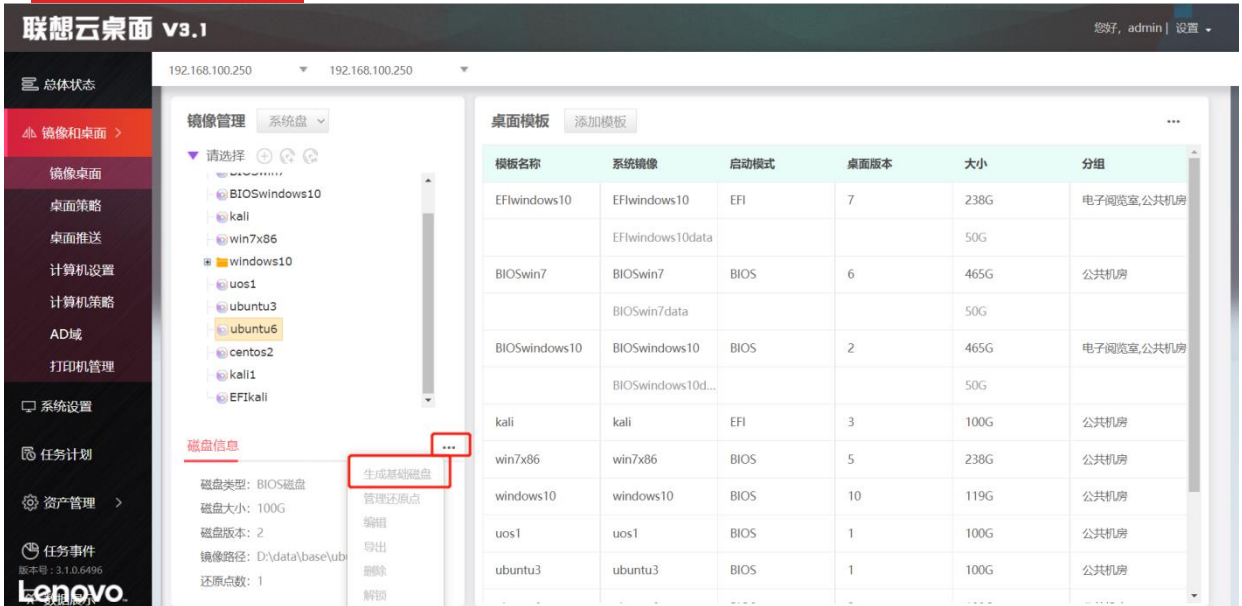 联想云桌面 V3.1
您好, admin | 设置
总体状态
镜像和桌面
镜像桌面
桌面策略
桌面推送
计算机设置
计算机策略
AD域
打印机管理
系统设置
任务计划
资产管理
任务事件
版本号：3.1.0.6496
Lenovo
192.168.100.250
192.168.100.250
镜像管理
系统盘
请选择
BIOSwindows10
kali
win7x86
windows10
uos1
ubuntu3
ubuntu6
centos2
kali1
EFIkali
磁盘信息
磁盘类型：BIOS磁盘
磁盘大小：100G
磁盘版本：2
镜像路径：D:\data\base\ub
还原点数：1
生成基础磁盘
管理还原点
编辑
导出
删除
解锁
桌面模板 添加模板
模板名称 系统镜像 启动模式 桌面版本 大小 分组
EFIwindows10 EFIwindows10 EFI 7 238G 电子阅览室,公共机房
EFIwindows10data 50G
BIOSwin7 BIOSwin7 BIOS 6 465G 公共机房
BIOSwin7data 50G
BIOSwindows10 BIOSwindows10 BIOS 2 465G 电子阅览室,公共机房
BIOSwindows10d... 50G
kali kali EFI 3 100G 公共机房
win7x86 win7x86 BIOS 5 238G 公共机房
windows10 windows10 BIOS 10 119G 公共机房
uos1 uos1 BIOS 1 100G 公共机房
ubuntu3 ubuntu3 BIOS 1 100G 公共机房